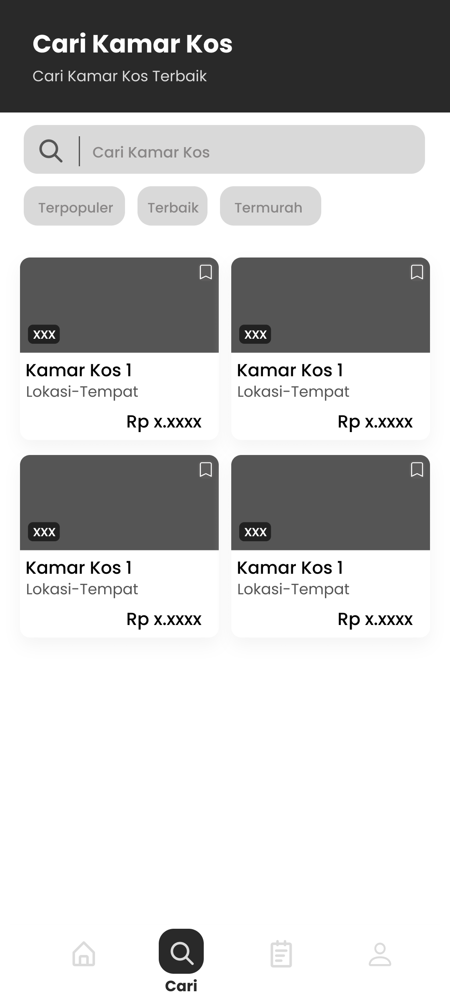 Cari Kamar Kos
Cari Kamar Kos Terbaik
Cari Kamar Kos
Terpopuler Terbaik Termurah
XXX XXX
Kamar Kos 1 Kamar Kos 1
Lokasi-Tempat Lokasi-Tempat
Rp x.xxxx Rp x.xxxx
XXX XXX
Kamar Kos 1 Kamar Kos 1
Lokasi-Tempat Lokasi-Tempat
Rp x.xxxx Rp x.xxxx
Cari